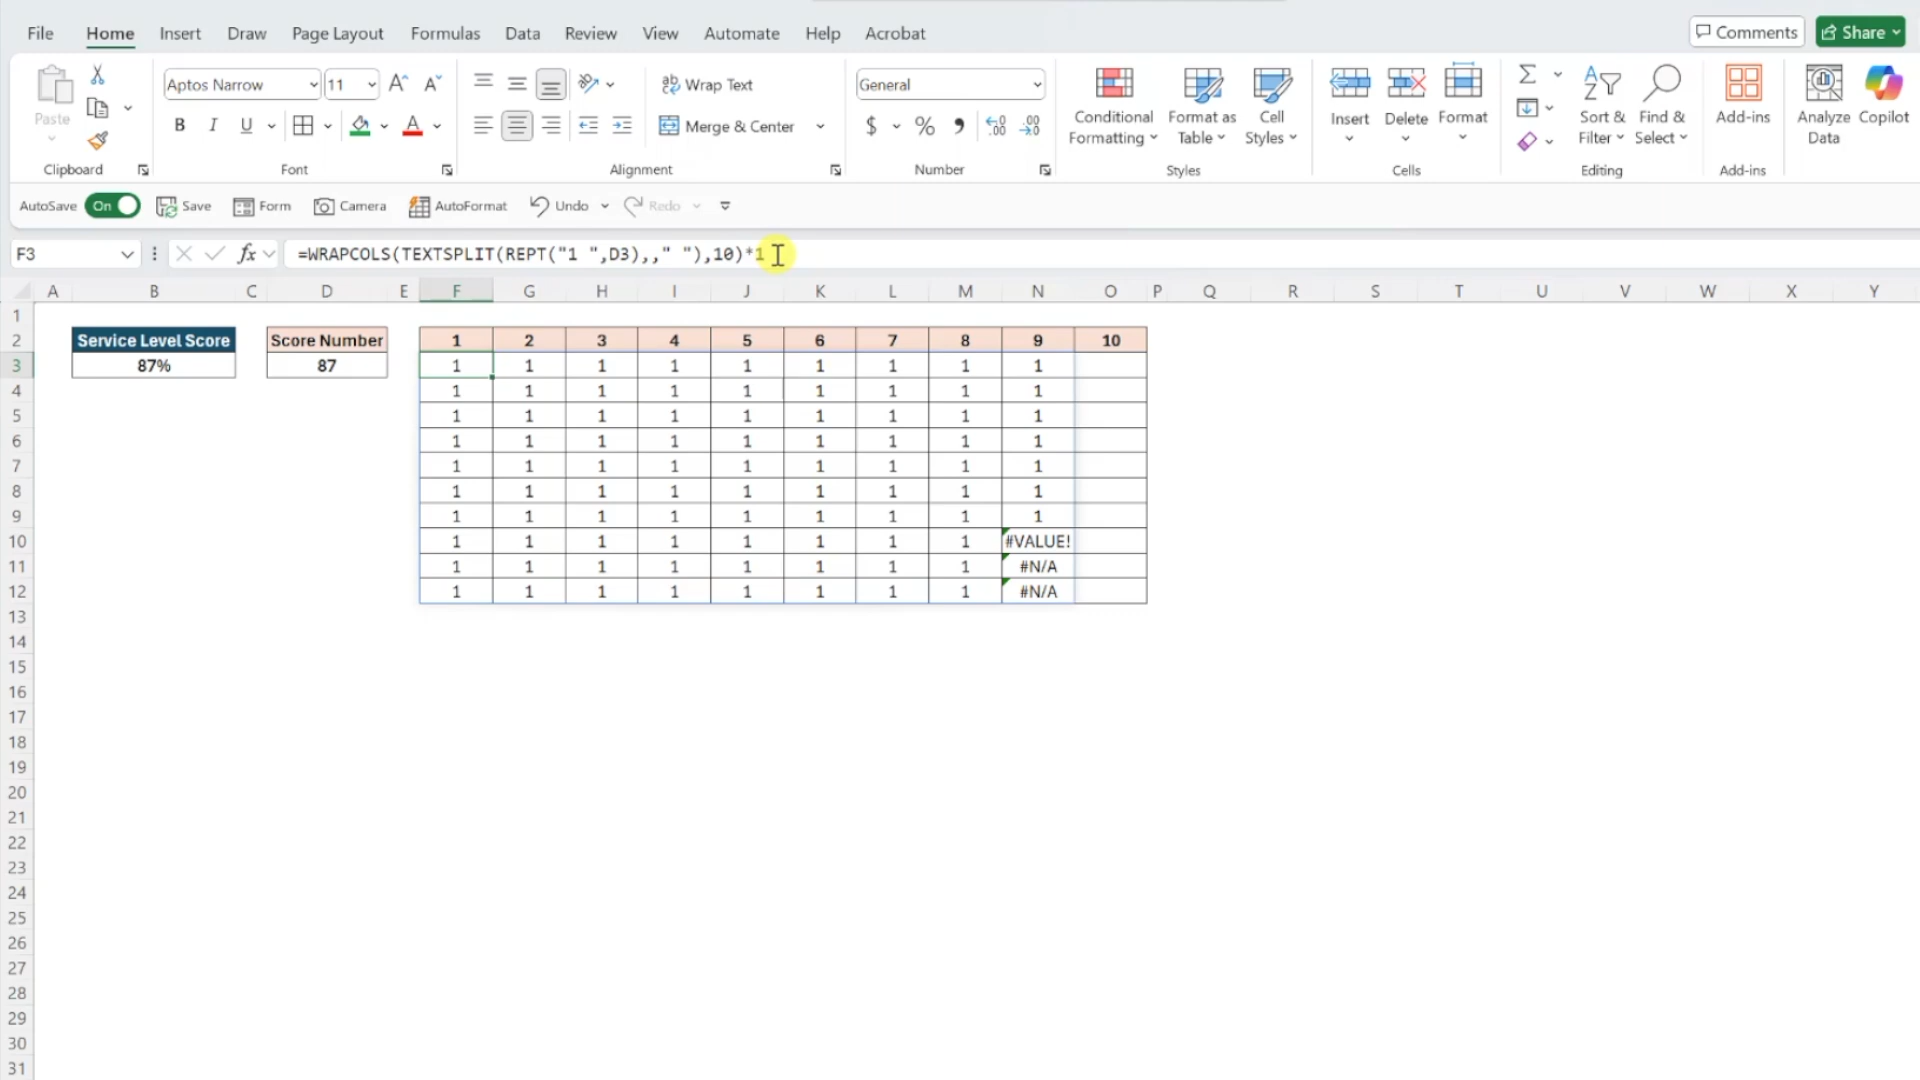 File Home Insert Draw Page Layout Formulas Data Review View Automate Help Acrobat Comments Share
Aptos Narrow 11 Wrap Text General
Paste B I U Merge & Center $ % Conditional Formatting Format as Table Cell Styles Insert Delete Format Sort & Filter Find & Select Add-ins Analyze Data Copilot
Clipboard Font Alignment Number Styles Cells Editing Add-ins
AutoSave On Save Form Camera AutoFormat Undo Redo
F3 fx =WRAPCOLS(TEXTSPLIT(REPT("1 ",D3),," "),10)*1
A B C D E F G H I J K L M N O P Q R S T U V W X Y
1
2 Service Level Score Score Number 1 2 3 4 5 6 7 8 9 10
3 87% 87 1 1 1 1 1 1 1 1 1
4 1 1 1 1 1 1 1 1 1
5 1 1 1 1 1 1 1 1 1
6 1 1 1 1 1 1 1 1 1
7 1 1 1 1 1 1 1 1 1
8 1 1 1 1 1 1 1 1 1
9 1 1 1 1 1 1 1 1 1
10 1 1 1 1 1 1 1 1 #VALUE!
11 1 1 1 1 1 1 1 1 #N/A
12 1 1 1 1 1 1 1 1 #N/A
13
14
15
16
17
18
19
20
21
22
23
24
25
26
27
28
29
30
31